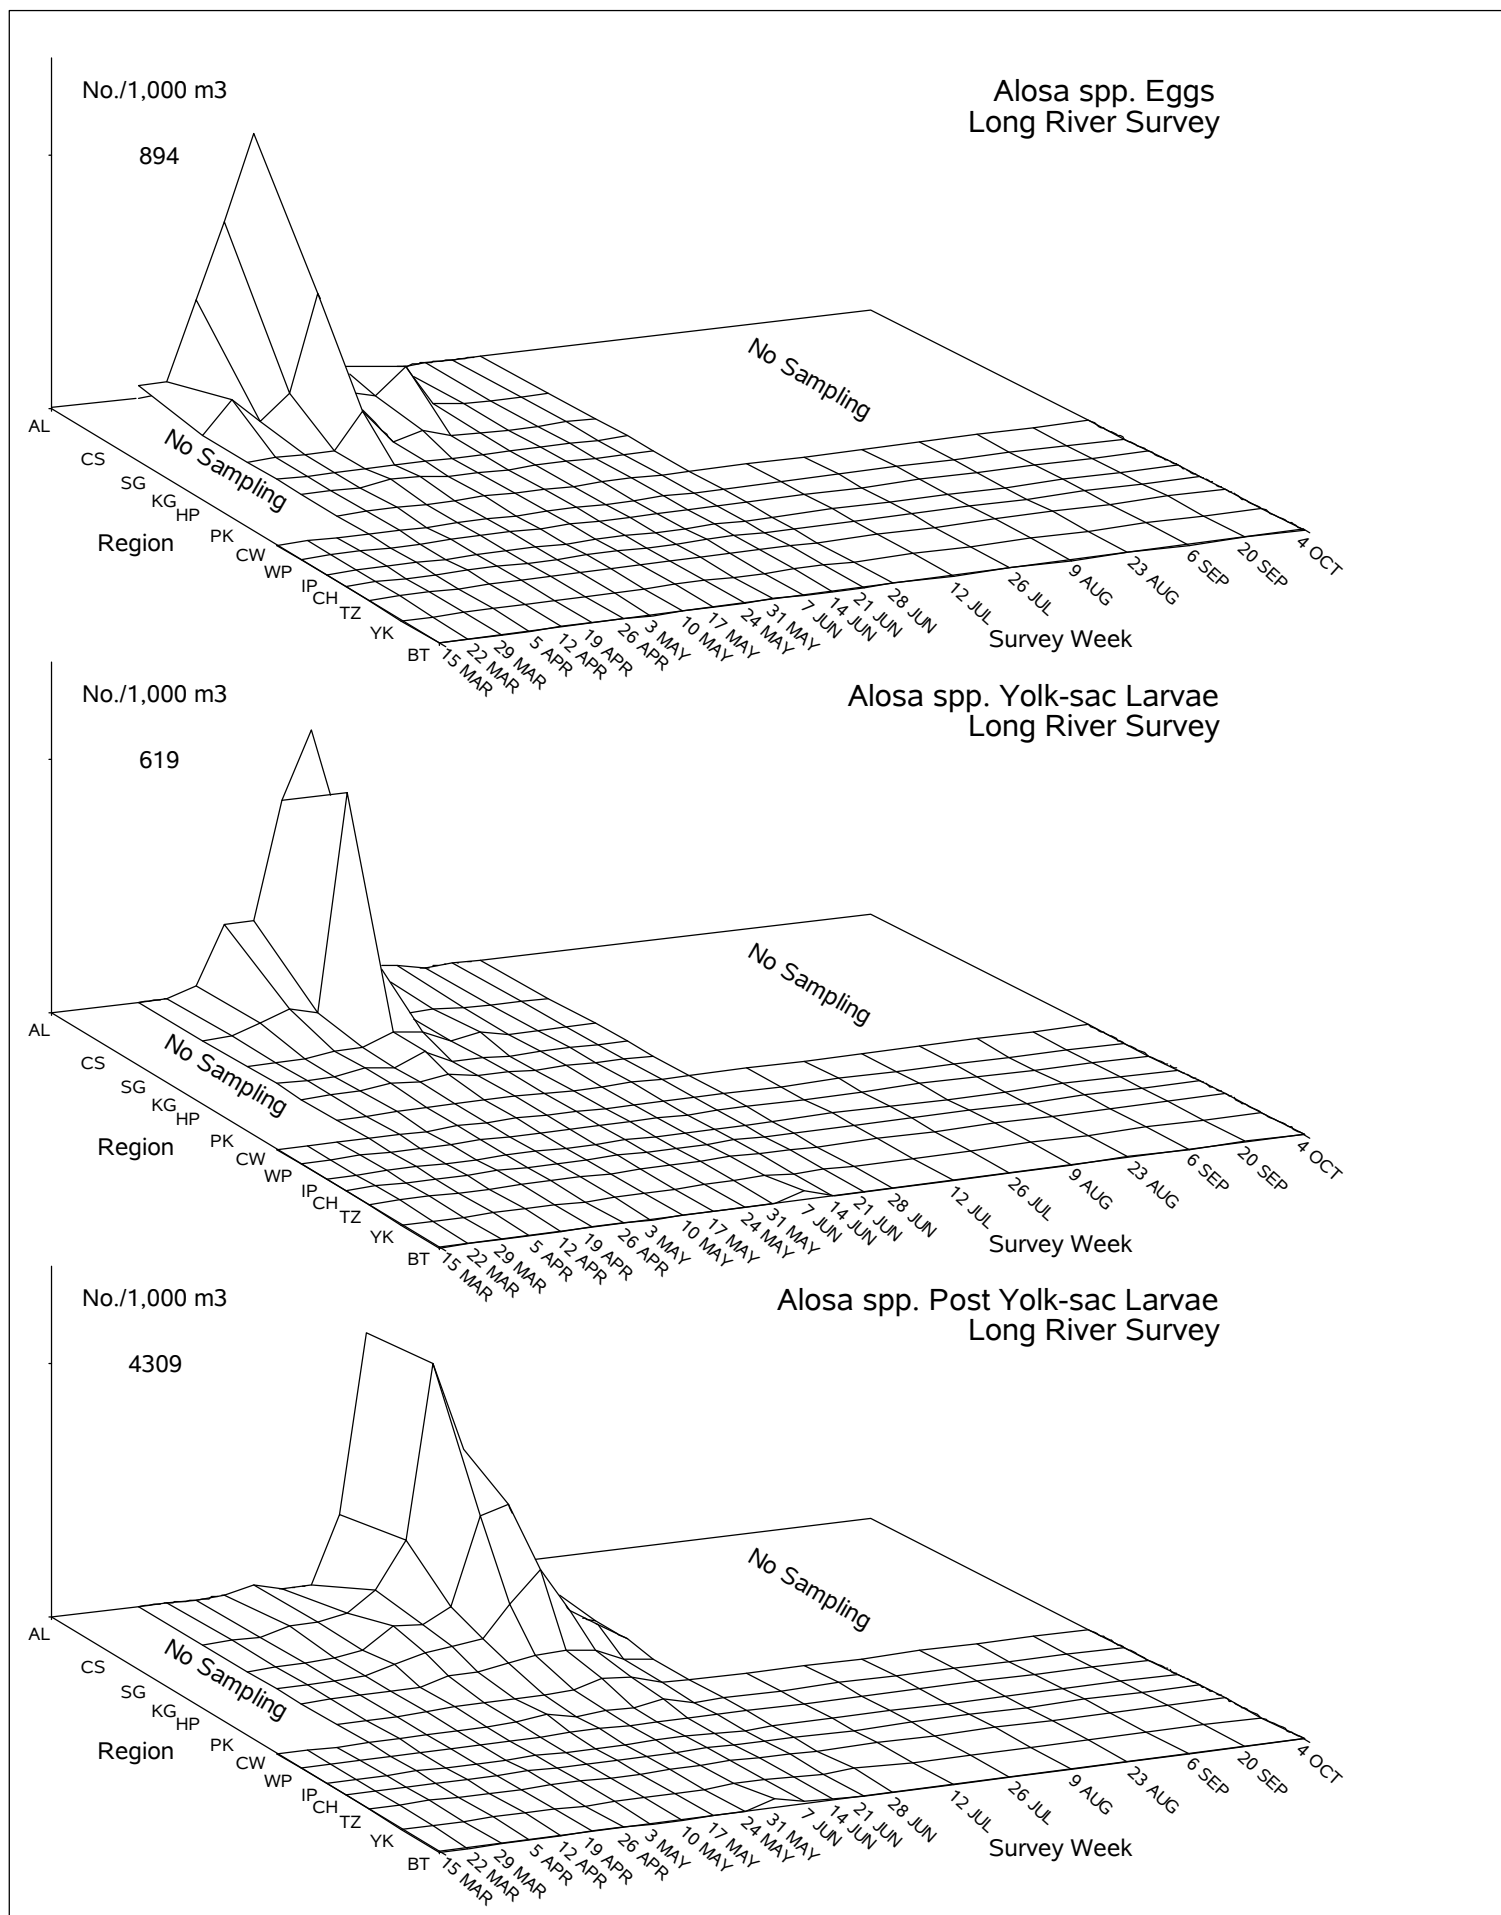 No./1,000 m3
Alosa spp. Eggs
Long River Survey
894
No Sampling
AL
CS
SG
KG
HP
PK
CW
WP
IP
CH
TZ
YK
BT
No Sampling
Region
15 MAR
22 MAR
29 MAR
5 APR
12 APR
19 APR
26 APR
3 MAY
10 MAY
17 MAY
24 MAY
31 MAY
7 JUN
14 JUN
21 JUN
28 JUN
12 JUL
26 JUL
9 AUG
23 AUG
6 SEP
20 SEP
4 OCT
Survey Week
No./1,000 m3
Alosa spp. Yolk-sac Larvae
Long River Survey
619
No Sampling
AL
CS
SG
KG
HP
PK
CW
WP
IP
CH
TZ
YK
BT
No Sampling
Region
15 MAR
22 MAR
29 MAR
5 APR
12 APR
19 APR
26 APR
3 MAY
10 MAY
17 MAY
24 MAY
31 MAY
7 JUN
14 JUN
21 JUN
28 JUN
12 JUL
26 JUL
9 AUG
23 AUG
6 SEP
20 SEP
4 OCT
Survey Week
No./1,000 m3
Alosa spp. Post Yolk-sac Larvae
Long River Survey
4309
No Sampling
AL
CS
SG
KG
HP
PK
CW
WP
IP
CH
TZ
YK
BT
No Sampling
Region
15 MAR
22 MAR
29 MAR
5 APR
12 APR
19 APR
26 APR
3 MAY
10 MAY
17 MAY
24 MAY
31 MAY
7 JUN
14 JUN
21 JUN
28 JUN
12 JUL
26 JUL
9 AUG
23 AUG
6 SEP
20 SEP
4 OCT
Survey Week